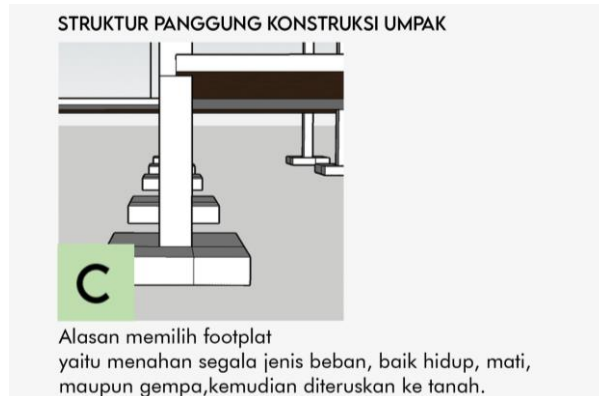 STRUKTUR PANGGUNG KONSTRUKSI UMPAK
C
Alasan memilih footplat
yaitu menahan segala jenis beban, baik hidup, mati,
maupun gempa,kemudian diteruskan ke tanah.